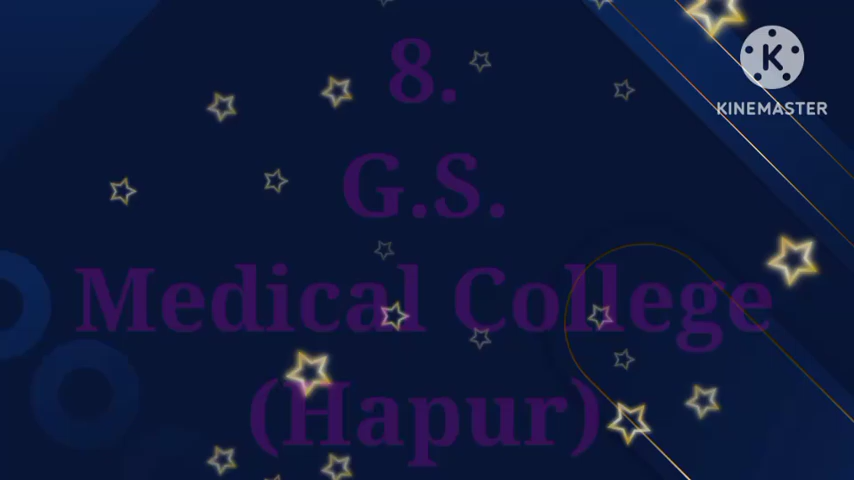 8.
G.S.
Medical College
(Hapur)
K
KINEMASTER